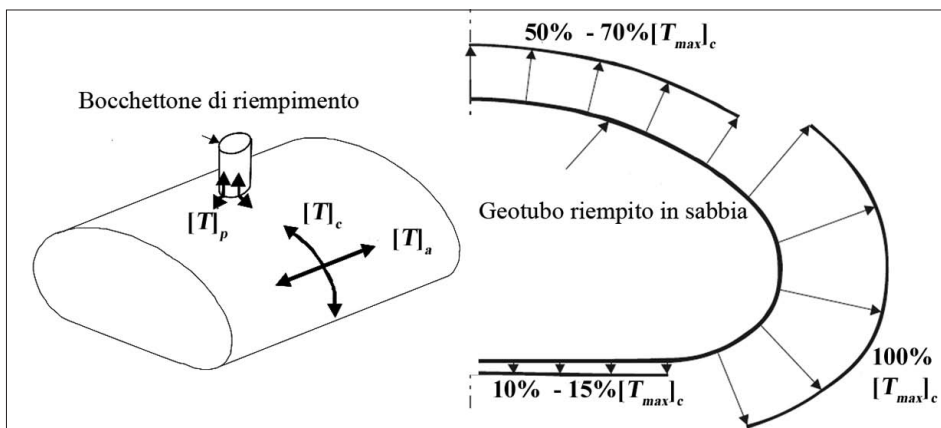 Bocchettone di riempimento
[T]p
[T]c
[T]a
50% - 70%[Tmax]c
Geotubo riempito in sabbia
100%
[Tmax]c
10% - 15%[Tmax]c